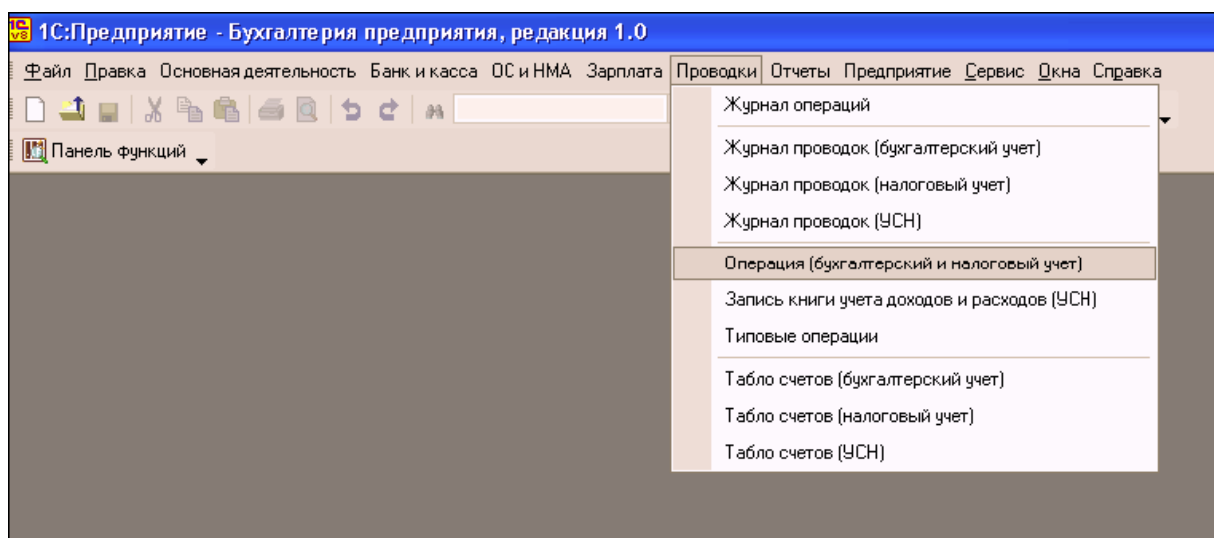 1С:Предприятие - Бухгалтерия предприятия, редакция 1.0
Файл Правка Основная деятельность Банк и касса ОС и НМА Зарплата Проводки Отчеты Предприятие Сервис Окна Справка
Панель функций
Журнал операций
Журнал проводок (бухгалтерский учет)
Журнал проводок (налоговый учет)
Журнал проводок (УСН)
Операция (бухгалтерский и налоговый учет)
Запись книги учета доходов и расходов (УСН)
Типовые операции
Табло счетов (бухгалтерский учет)
Табло счетов (налоговый учет)
Табло счетов (УСН)